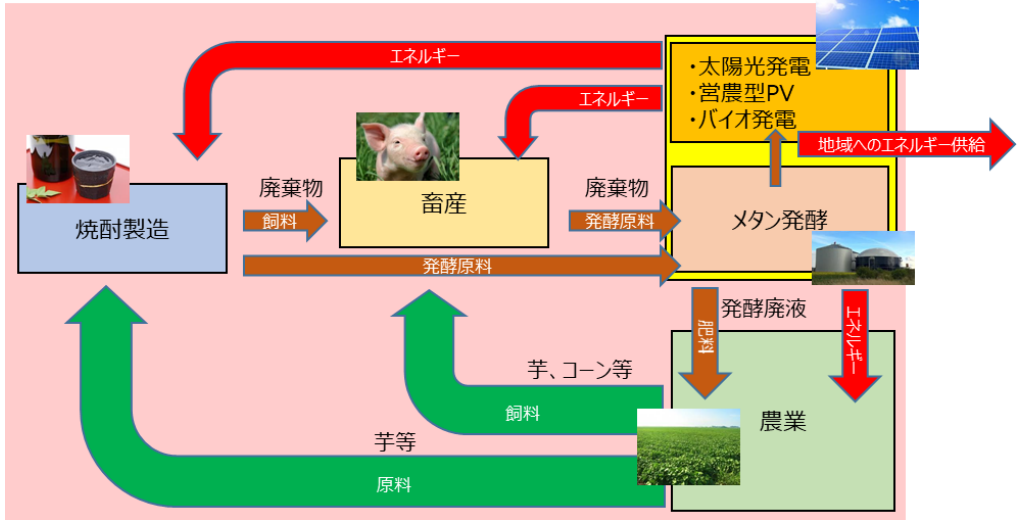 エネルギー
・太陽光発電
・営農型PV
・バイオ発電
エネルギー
地域へのエネルギー供給
焼酎製造
廃棄物
飼料
畜産
廃棄物
発酵原料
メタン発酵
発酵原料
発酵廃液
肥料
エネルギー
芋、コーン等
飼料
農業
芋等
原料